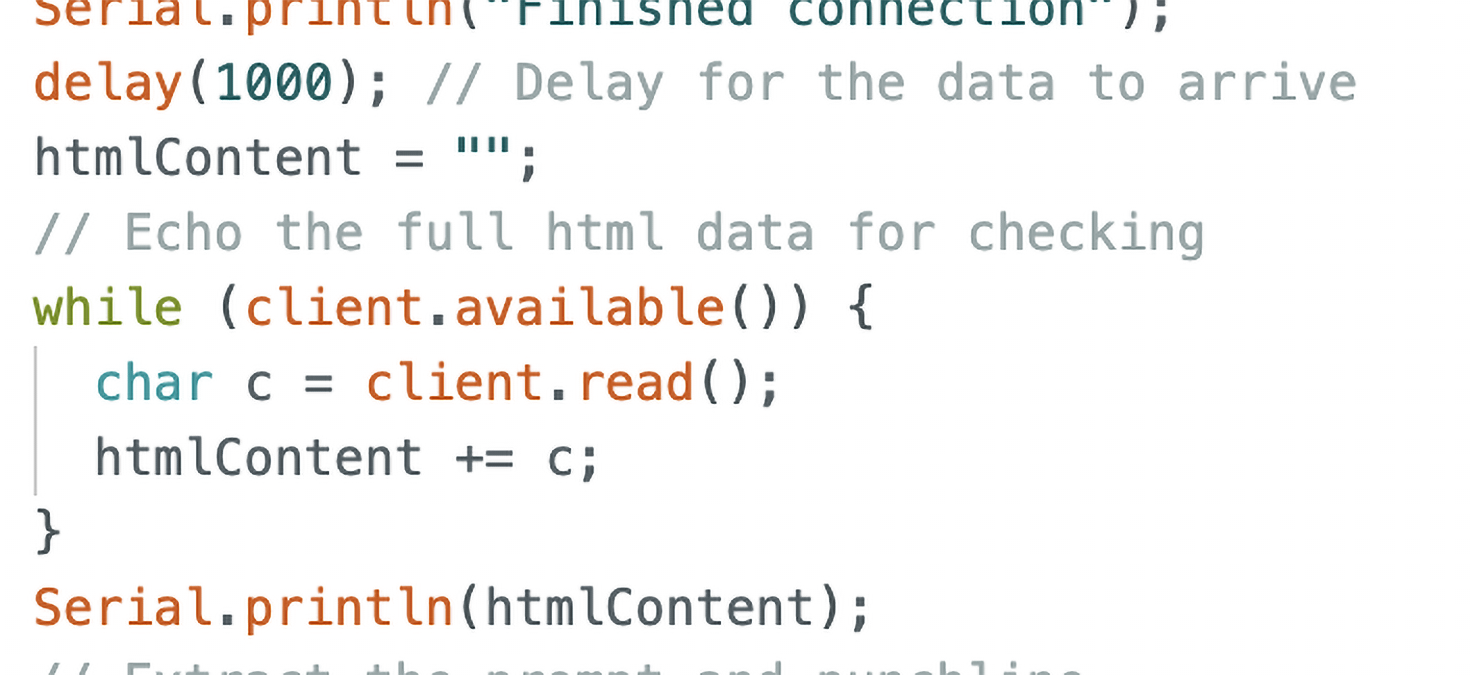 Serial.println("Finished connection");
delay(1000); // Delay for the data to arrive
htmlContent = "";
// Echo the full html data for checking
while (client.available()) {
  char c = client.read();
  htmlContent += c;
}
Serial.println(htmlContent);
// Extract the prompt and punchline